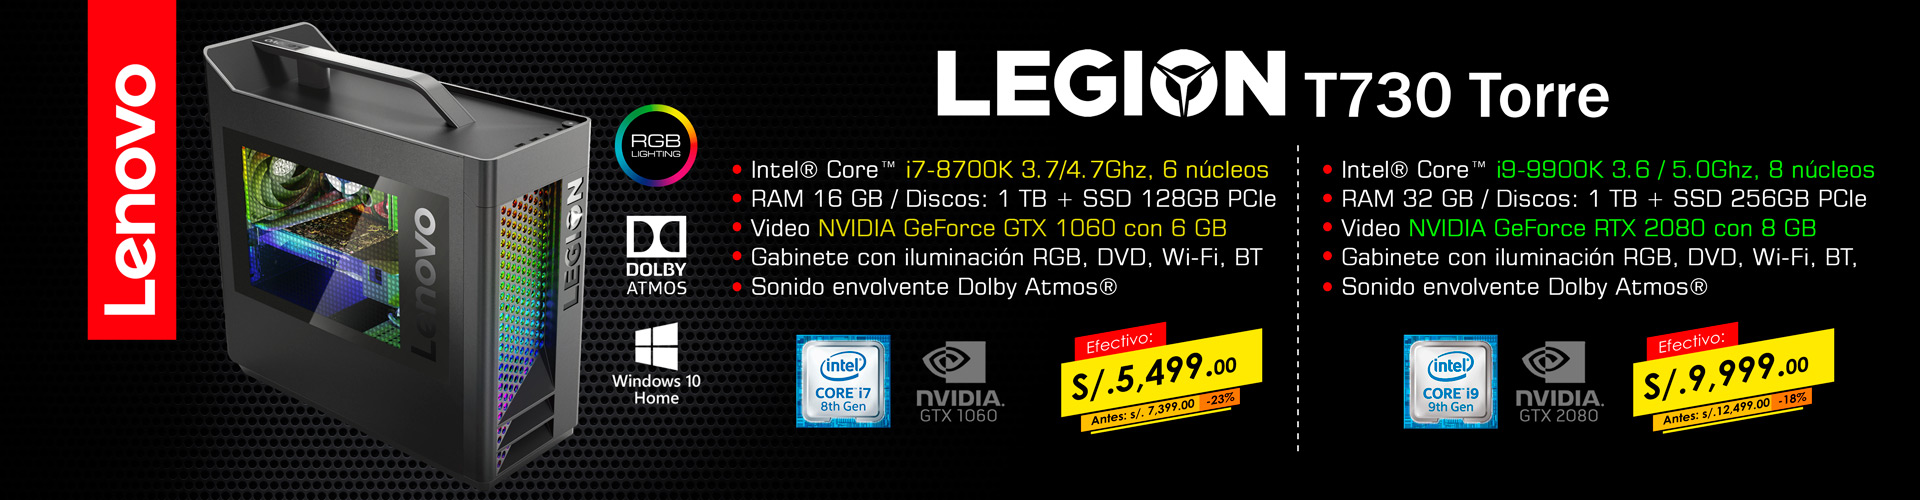 Lenovo
Lenovo
LEGION
RGB
LIGHTING
DOLBY
ATMOS
Windows 10
Home
LEGION T730 Torre
• Intel® Core™ i7-8700K 3.7/4.7Ghz, 6 núcleos
• RAM 16 GB / Discos: 1 TB + SSD 128GB PCIe
• Video NVIDIA GeForce GTX 1060 con 6 GB
• Gabinete con iluminación RGB, DVD, Wi-Fi, BT
• Sonido envolvente Dolby Atmos®
intel
CORE i7
8th Gen
NVIDIA.
GTX 1060
Efectivo:
S/.5,499.00
Antes: s/. 7,399.00 -23%
• Intel® Core™ i9-9900K 3.6 / 5.0Ghz, 8 núcleos
• RAM 32 GB / Discos: 1 TB + SSD 256GB PCIe
• Video NVIDIA GeForce RTX 2080 con 8 GB
• Gabinete con iluminación RGB, DVD, Wi-Fi, BT,
• Sonido envolvente Dolby Atmos®
intel
CORE i9
9th Gen
NVIDIA.
GTX 2080
Efectivo:
S/.9,999.00
Antes: s/.12,499.00 -18%